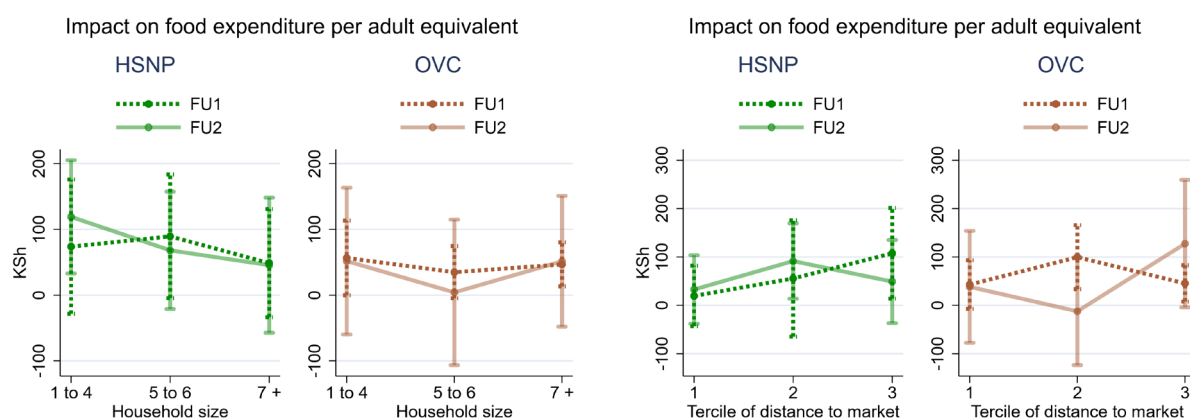 Impact on food expenditure per adult equivalent
HSNP
FU1
FU2
KSh
200
100
0
-100
1 to 4
5 to 6
7 +
Household size
OVC
FU1
FU2
200
100
0
-100
1 to 4
5 to 6
7 +
Household size
Impact on food expenditure per adult equivalent
HSNP
FU1
FU2
KSh
300
200
100
0
-100
1
2
3
Tercile of distance to market
OVC
FU1
FU2
300
200
100
0
-100
1
2
3
Tercile of distance to market